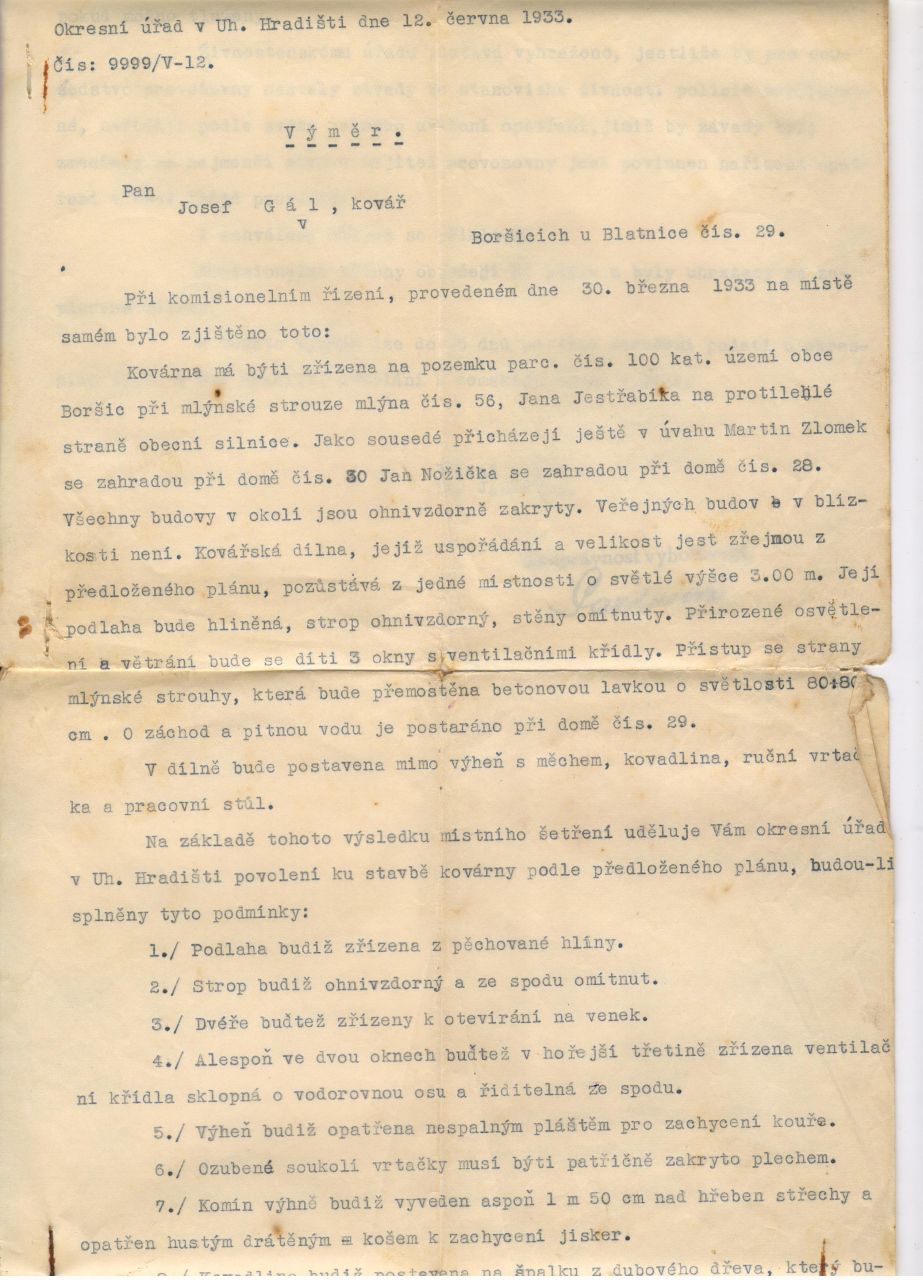 Okresní úřad v Uh. Hradišti dne 12. června 1933.
Čís: 9999/V-12.
Výměr.
Pan
Josef Gál, kovář
v
Boršicích u Blatnice čís. 29.
Při komisionelním řízení, provedeném dne 30. března 1933 na místě
samém bylo zjištěno toto:
Kovárna má býti zřízena na pozemku parc. čís. 100 kat. území obce
Boršic při mlýnské strouze mlýna čís. 56, Jana Jestřabíka na protilehlé
straně obecní silnice. Jako sousedé přicházejí ještě v úvahu Martin Zlomek
se zahradou při domě čís. 30 Jan Nožička se zahradou při domě čís. 28.
Všechny budovy v okolí jsou ohnivzdorně zakryty. Veřejných budov v blíz-
kosti není. Kovářská dílna, jejíž uspořádání a velikost jest zřejmou z
předloženého plánu, pozůstává z jedné místnosti o světlé výšce 3.00 m. Její
podlaha bude hliněná, strop ohnivzdorný, stěny omítnuty. Přirozené osvětle-
ní a větrání bude se díti 3 okny s ventilačními křídly. Přístup se strany
mlýnské strouhy, která bude přemostěna betonovou lavkou o světlosti 80:80
cm . O záchod a pitnou vodu je postaráno při domě čís. 29.
V dílně bude postavena mimo výheň s měchem, kovadlina, ruční vrtač
ka a pracovní stůl.
Na základě tohoto výsledku místního šetření uděluje Vám okresní úřad
v Uh. Hradišti povolení ku stavbě kovárny podle předloženého plánu, budou-li
splněny tyto podmínky:
1./ Podlaha budiž zřízena z pěchované hlíny.
2./ Strop budiž ohnivzdorný a ze spodu omítnut.
3./ Dvéře buďtež zřízeny k otevírání na venek.
4./ Alespoň ve dvou oknech buďtež v hořejší třetině zřízena ventilač
ní křídla sklopná o vodorovnou osu a řiditelná ze spodu.
5./ Výheň budiž opatřena nespalným pláštěm pro zachycení kouře.
6./ Ozubené soukolí vrtačky musí býti patřičně zakryto plechem.
7./ Komín výhně budiž vyveden aspoň 1 m 50 cm nad hřeben střechy a
opatřen hustým drátěným košem k zachycení jisker.
8./ Kovadlina budiž postavena na špalku z dubového dřeva, který bu-